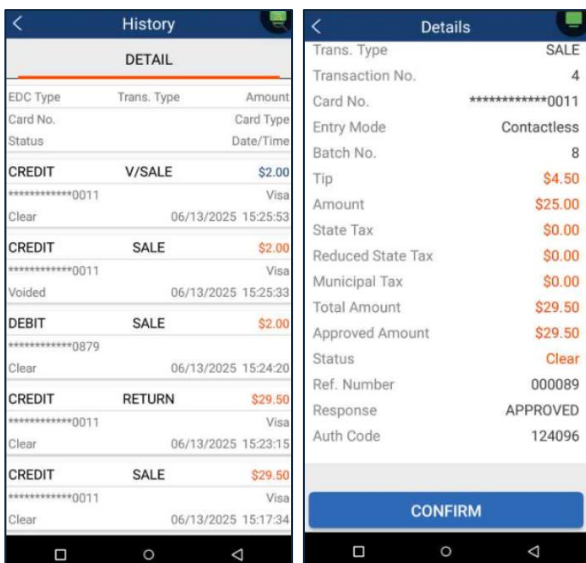 History
DETAIL
EDC Type Trans. Type Amount
Card No. Card Type
Status Date/Time
CREDIT V/SALE $2.00
************0011 Visa
Clear 06/13/2025 15:25:53
CREDIT SALE $2.00
************0011 Visa
Voided 06/13/2025 15:25:33
DEBIT SALE $2.00
************0879
Clear 06/13/2025 15:24:20
CREDIT RETURN $29.50
************0011 Visa
Clear 06/13/2025 15:23:15
CREDIT SALE $29.50
************0011 Visa
Clear 06/13/2025 15:17:34
Details
Trans. Type SALE
Transaction No. 4
Card No. ************0011
Entry Mode Contactless
Batch No. 8
Tip $4.50
Amount $25.00
State Tax $0.00
Reduced State Tax $0.00
Municipal Tax $0.00
Total Amount $29.50
Approved Amount $29.50
Status Clear
Ref. Number 000089
Response APPROVED
Auth Code 124096
CONFIRM